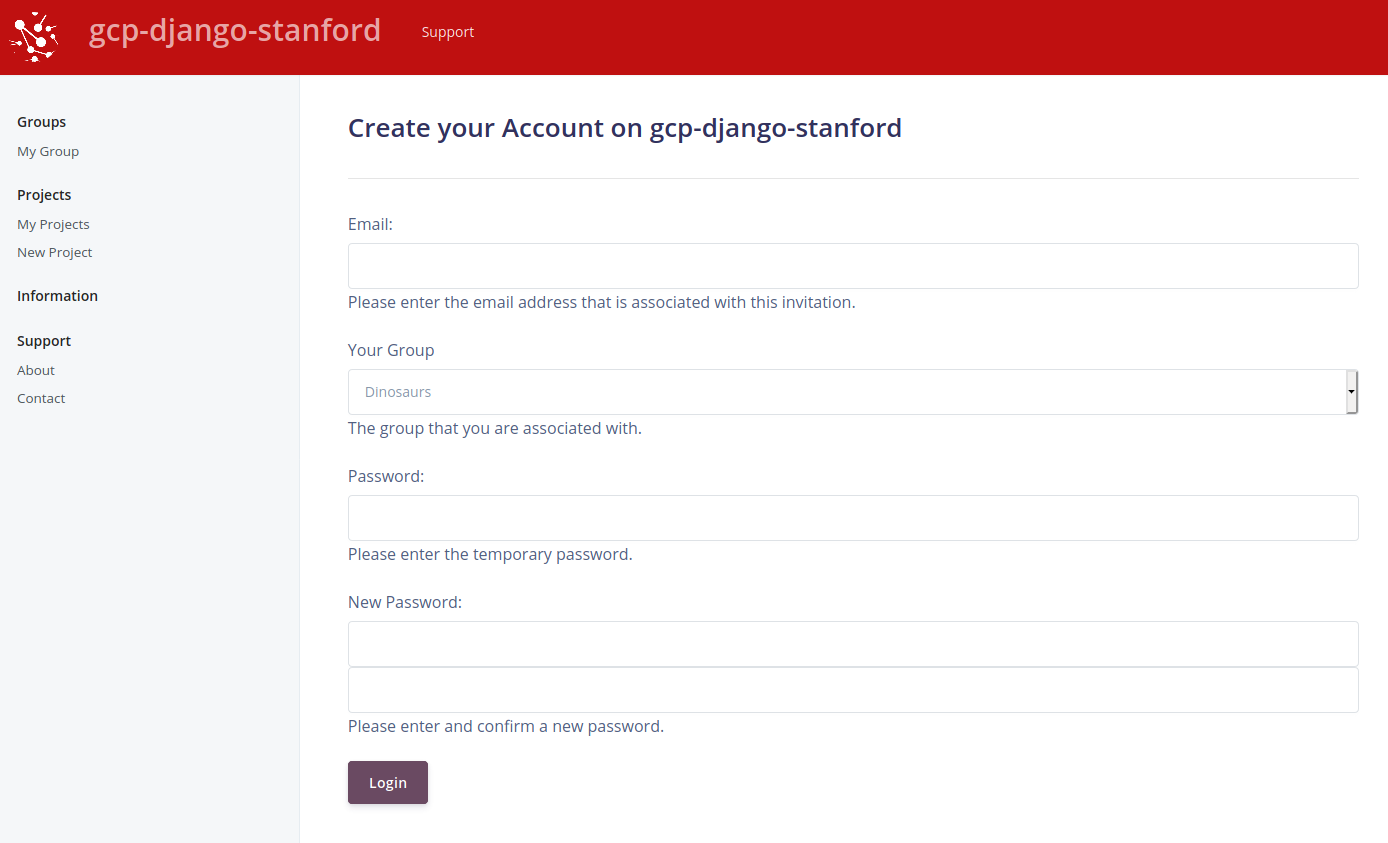 gcp-django-stanford
Support
Groups
My Group
Projects
My Projects
New Project
Information
Support
About
Contact
Create your Account on gcp-django-stanford
Email:
Please enter the email address that is associated with this invitation.
Your Group
Dinosaurs
The group that you are associated with.
Password:
Please enter the temporary password.
New Password:
Please enter and confirm a new password.
Login